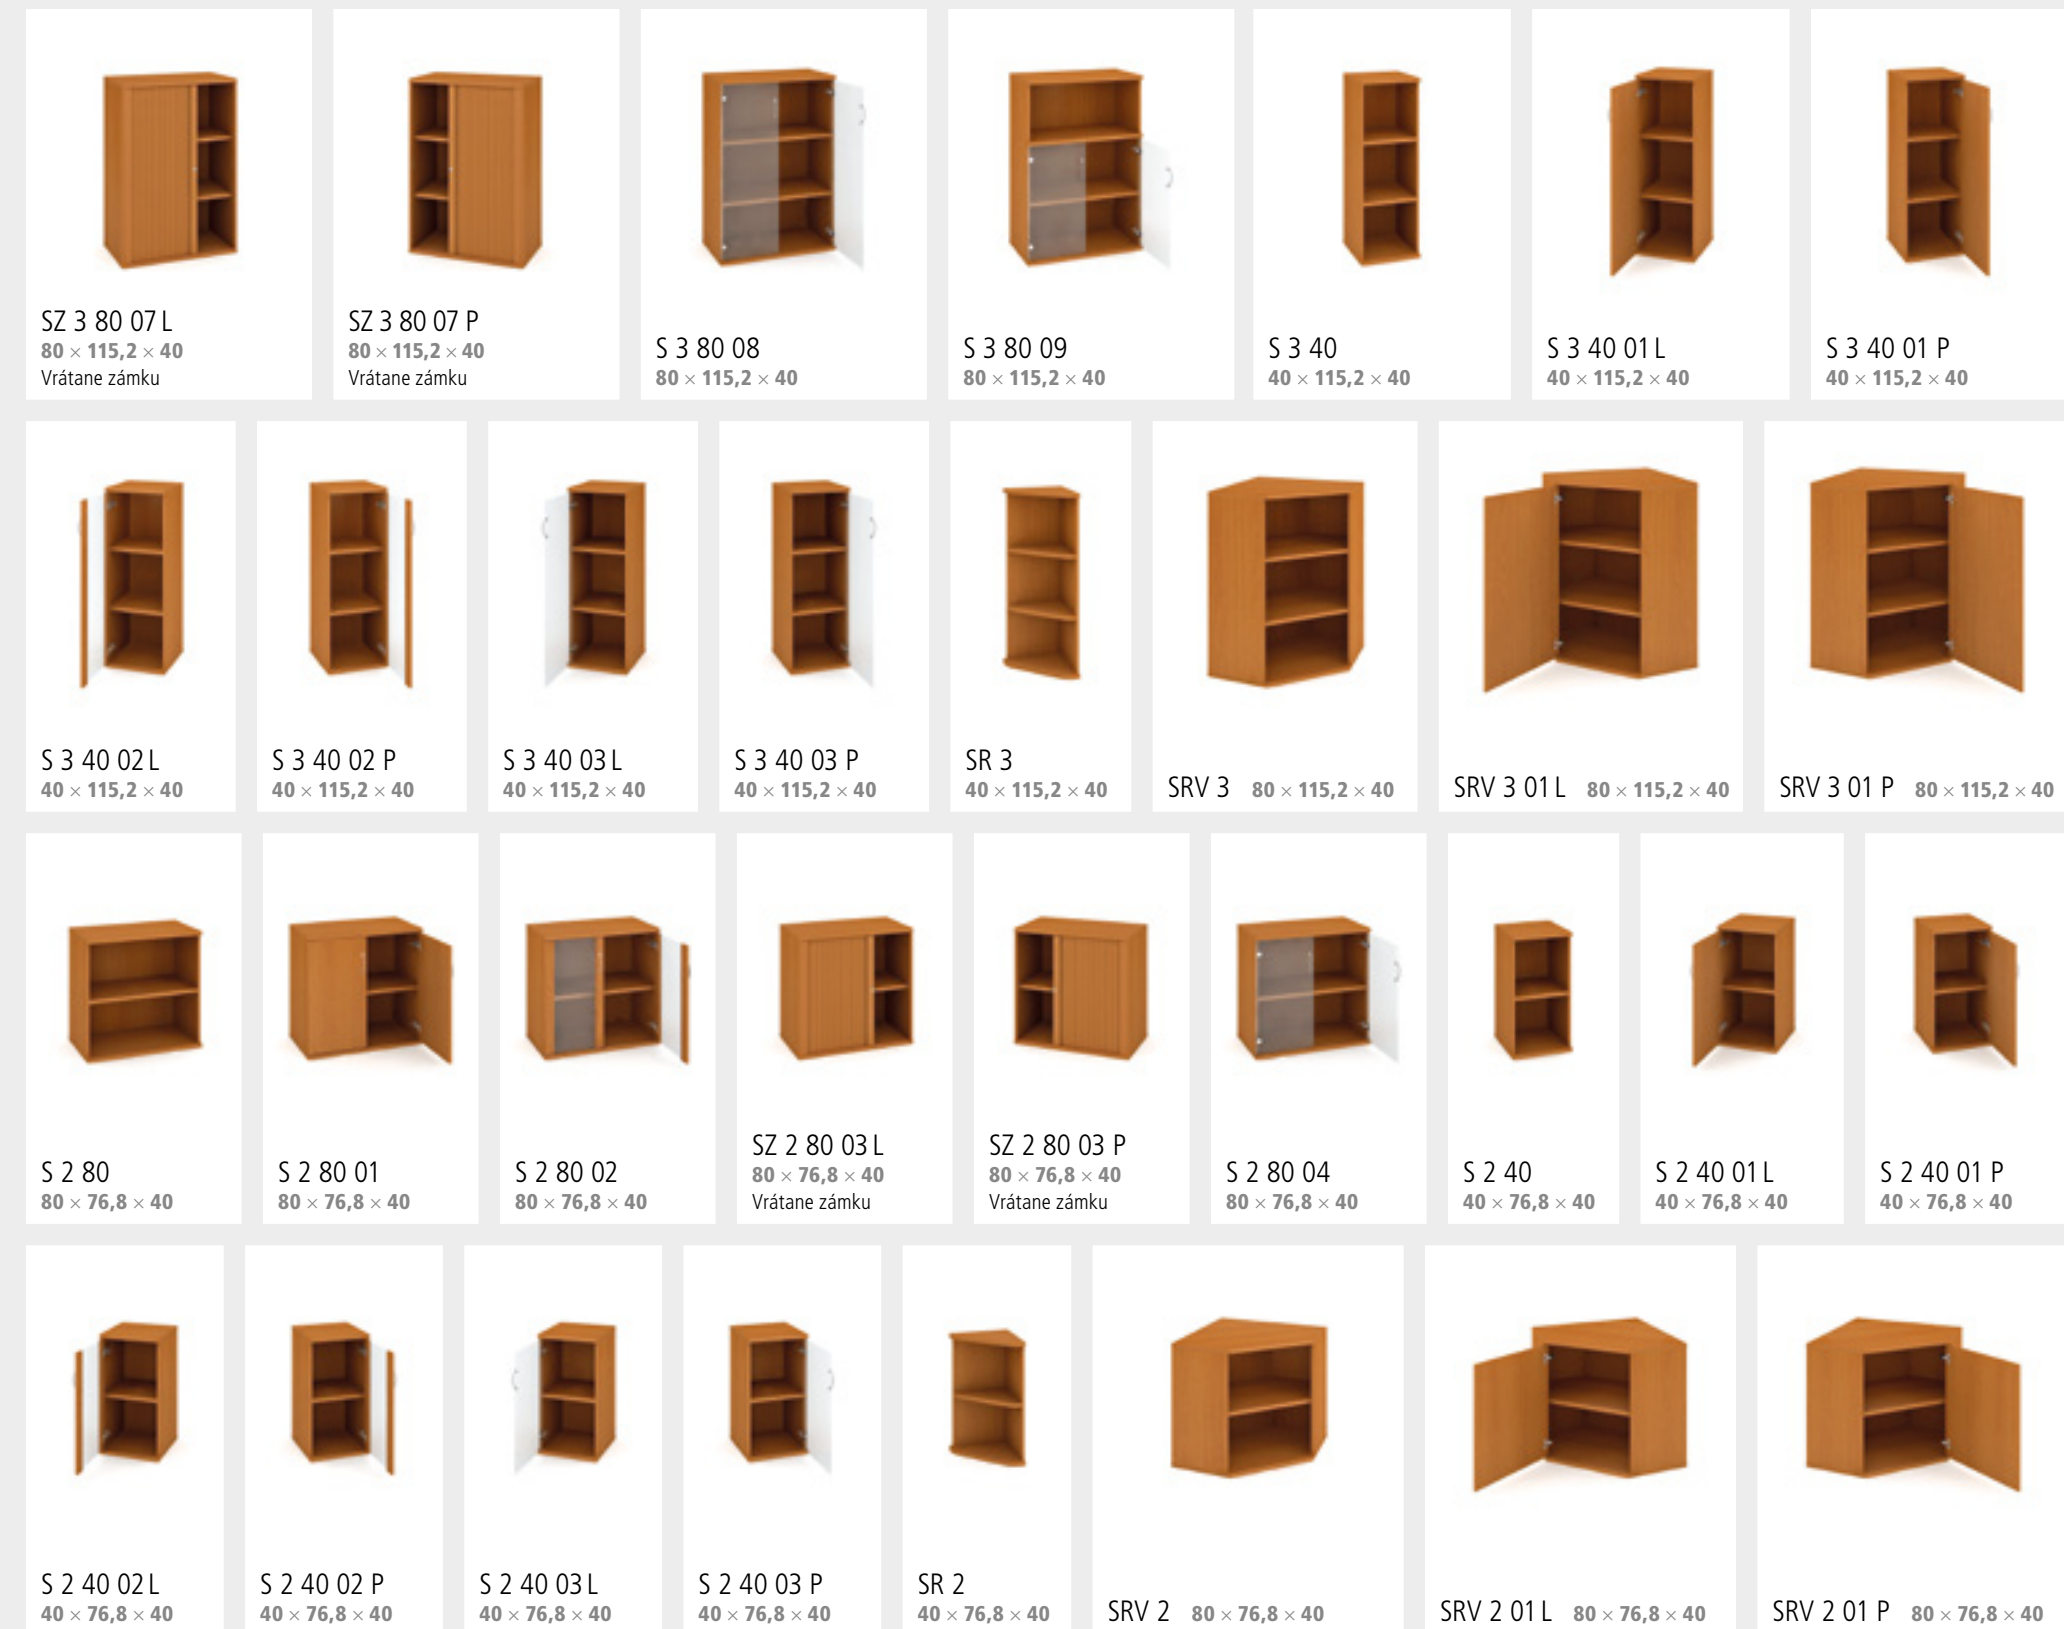 SZ 3 80 07 L
80 × 115,2 × 40
Vrátane zámku
SZ 3 80 07 P
80 × 115,2 × 40
Vrátane zámku
S 3 80 08
80 × 115,2 × 40
S 3 80 09
80 × 115,2 × 40
S 3 40
40 × 115,2 × 40
S 3 40 01 L
40 × 115,2 × 40
S 3 40 01 P
40 × 115,2 × 40
S 3 40 02 L
40 × 115,2 × 40
S 3 40 02 P
40 × 115,2 × 40
S 3 40 03 L
40 × 115,2 × 40
S 3 40 03 P
40 × 115,2 × 40
SR 3
40 × 115,2 × 40
SRV 3 80 × 115,2 × 40
SRV 3 01 L 80 × 115,2 × 40
SRV 3 01 P 80 × 115,2 × 40
S 2 80
80 × 76,8 × 40
S 2 80 01
80 × 76,8 × 40
S 2 80 02
80 × 76,8 × 40
SZ 2 80 03 L
80 × 76,8 × 40
Vrátane zámku
SZ 2 80 03 P
80 × 76,8 × 40
Vrátane zámku
S 2 80 04
80 × 76,8 × 40
S 2 40
40 × 76,8 × 40
S 2 40 01 L
40 × 76,8 × 40
S 2 40 01 P
40 × 76,8 × 40
S 2 40 02 L
40 × 76,8 × 40
S 2 40 02 P
40 × 76,8 × 40
S 2 40 03 L
40 × 76,8 × 40
S 2 40 03 P
40 × 76,8 × 40
SR 2
40 × 76,8 × 40
SRV 2 80 × 76,8 × 40
SRV 2 01 L 80 × 76,8 × 40
SRV 2 01 P 80 × 76,8 × 40